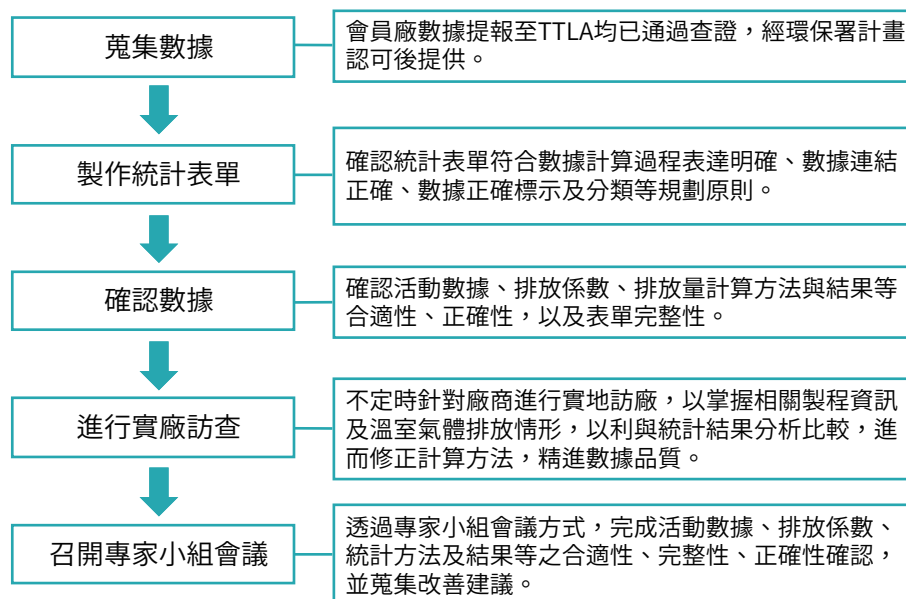 蒐集數據
會員廠數據提報至TTLA均已通過查證，經環保署計畫
認可後提供。
製作統計表單
確認統計表單符合數據計算過程表達明確、數據連結
正確、數據正確標示及分類等規劃原則。
確認數據
確認活動數據、排放係數、排放量計算方法與結果等
合適性、正確性，以及表單完整性。
進行實廠訪查
不定時針對廠商進行實地訪廠，以掌握相關製程資訊
及溫室氣體排放情形，以利與統計結果分析比較，進
而修正計算方法，精進數據品質。
召開專家小組會議
透過專家小組會議方式，完成活動數據、排放係數、
統計方法及結果等之合適性、完整性、正確性確認，
並蒐集改善建議。